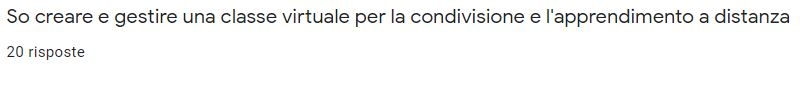 So creare e gestire una classe virtuale per la condivisione e l'apprendimento a distanza
20 risposte